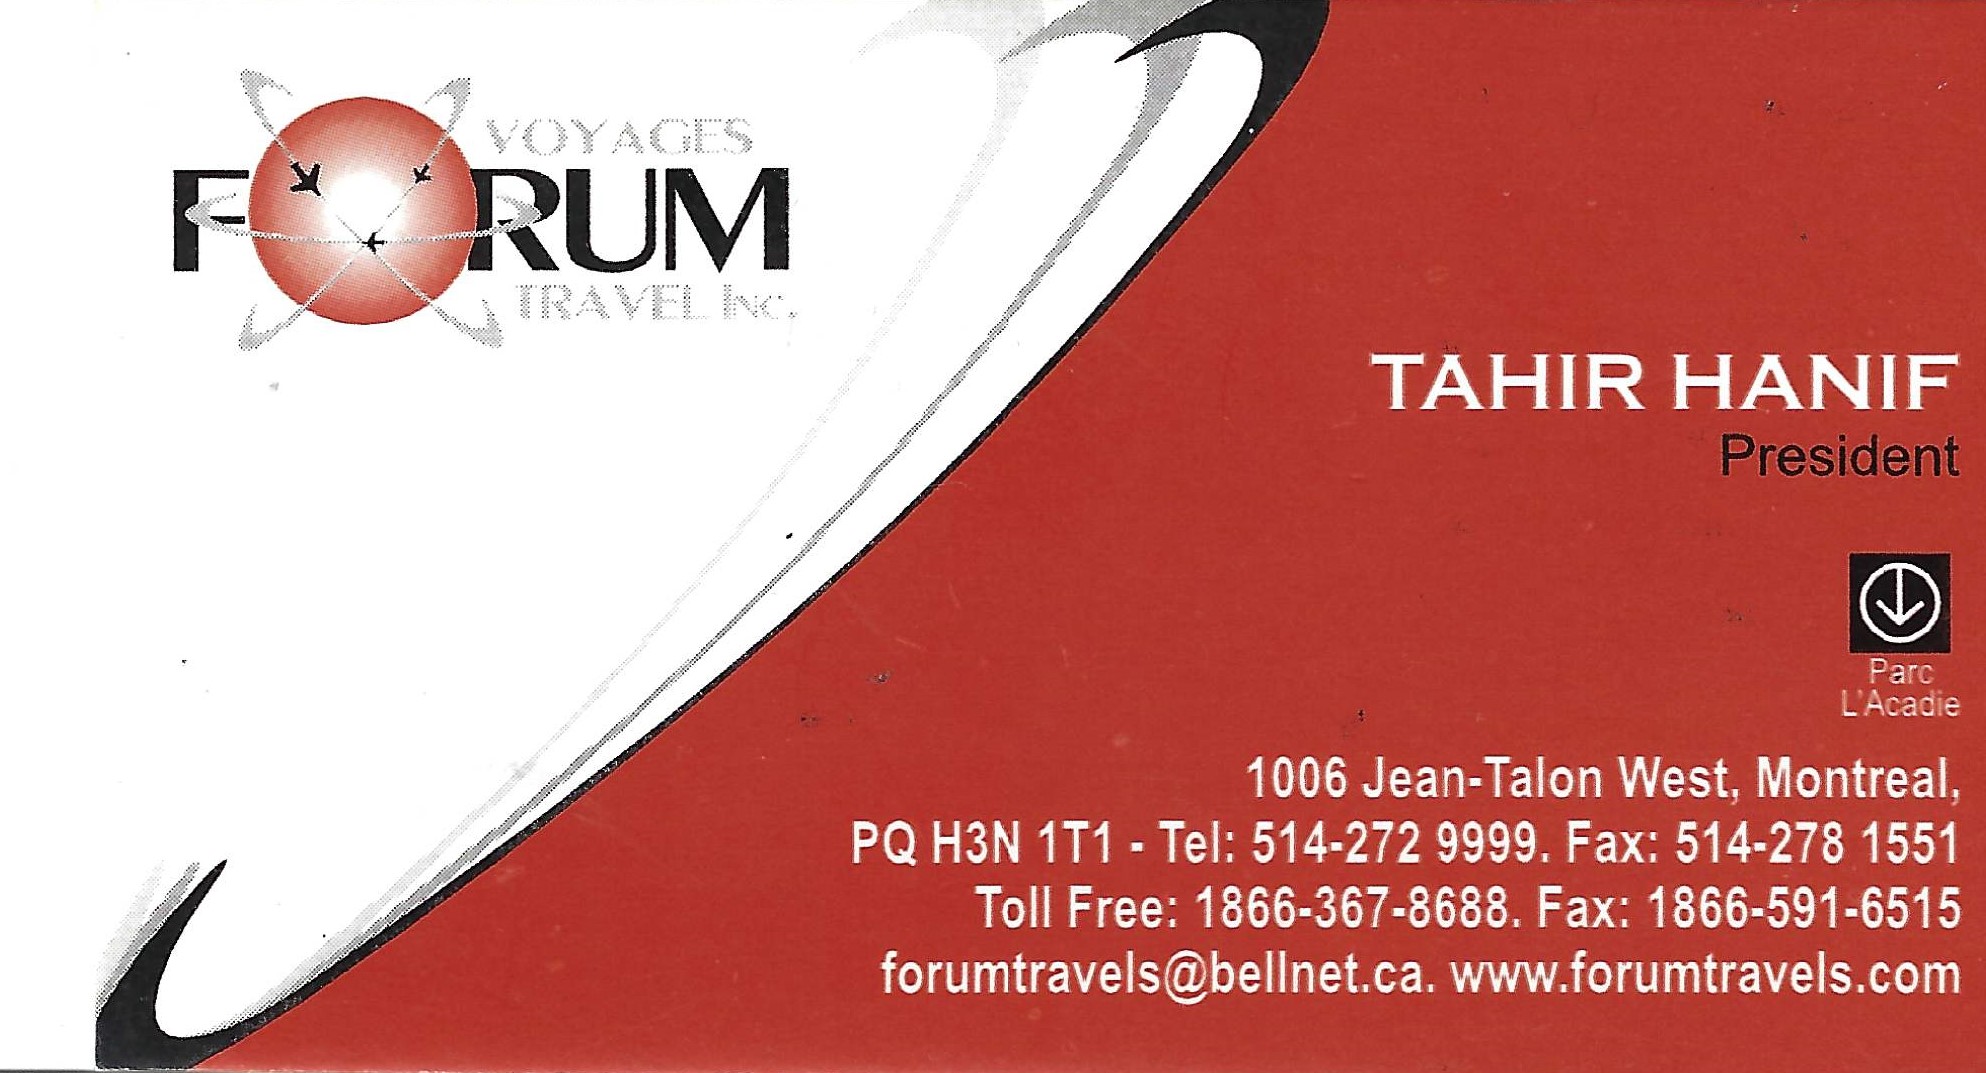 VOYAGES
FORUM
TRAVEL INC.
TAHIR HANIF
President
Parc
L'Acadie
1006 Jean-Talon West, Montreal,
PQ H3N 1T1 - Tel: 514-272 9999. Fax: 514-278 1551
Toll Free: 1866-367-8688. Fax: 1866-591-6515
forumtravels@bellnet.ca. www.forumtravels.com